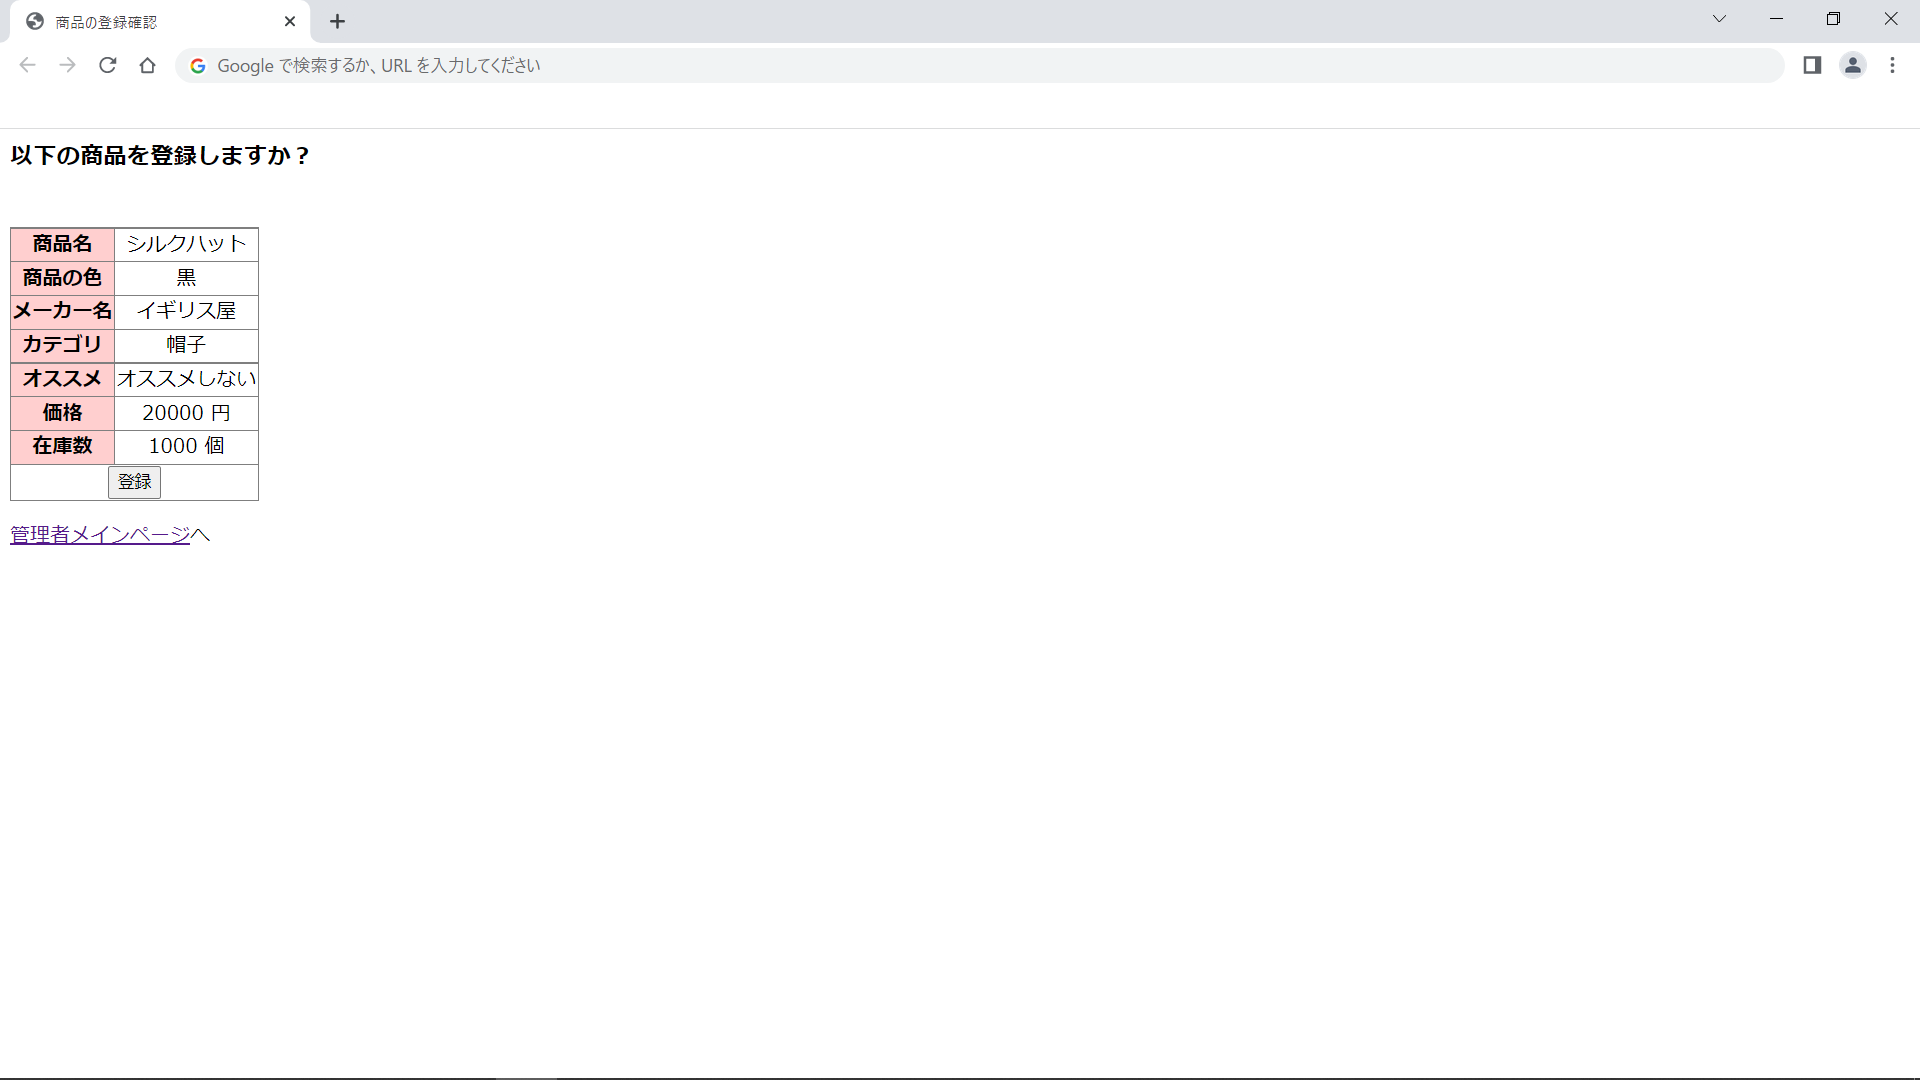 商品の登録確認
Google で検索するか、URL を入力してください
以下の商品を登録しますか？
商品名 シルクハット
商品の色 黒
メーカー名 イギリス屋
カテゴリ 帽子
オススメ オススメしない
価格 20000 円
在庫数 1000 個
登録
管理者メインページへ